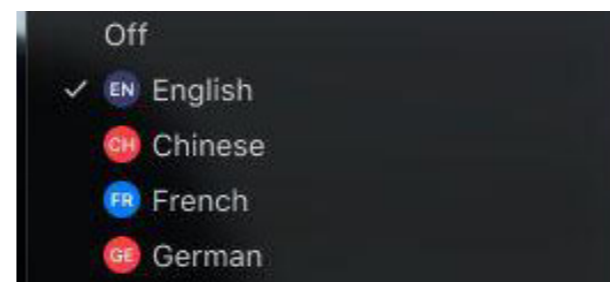 Off
EN English
CH Chinese
FR French
GE German